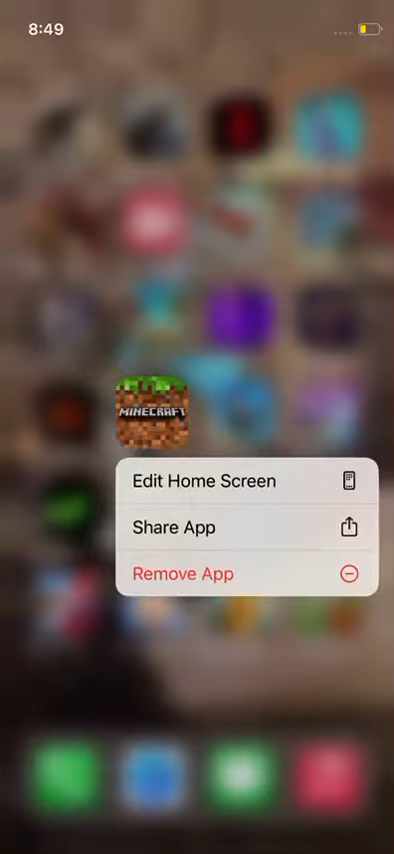 8:49
MINECRAFT
Edit Home Screen
Share App
Remove App